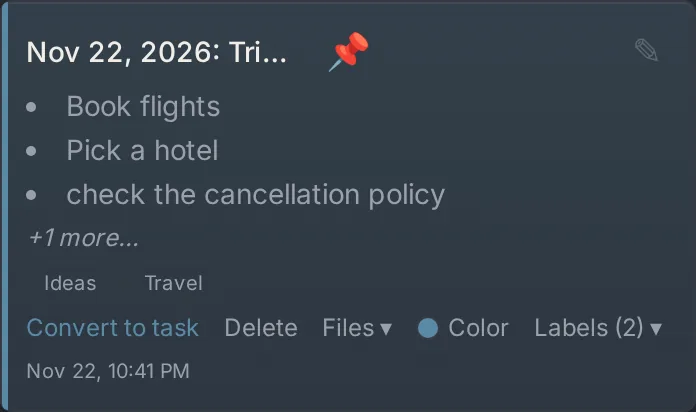 Nov 22, 2026: Tri...
Book flights
Pick a hotel
check the cancellation policy
+1 more...
Ideas Travel
Convert to task Delete Files ▾ Color Labels (2) ▾
Nov 22, 10:41 PM